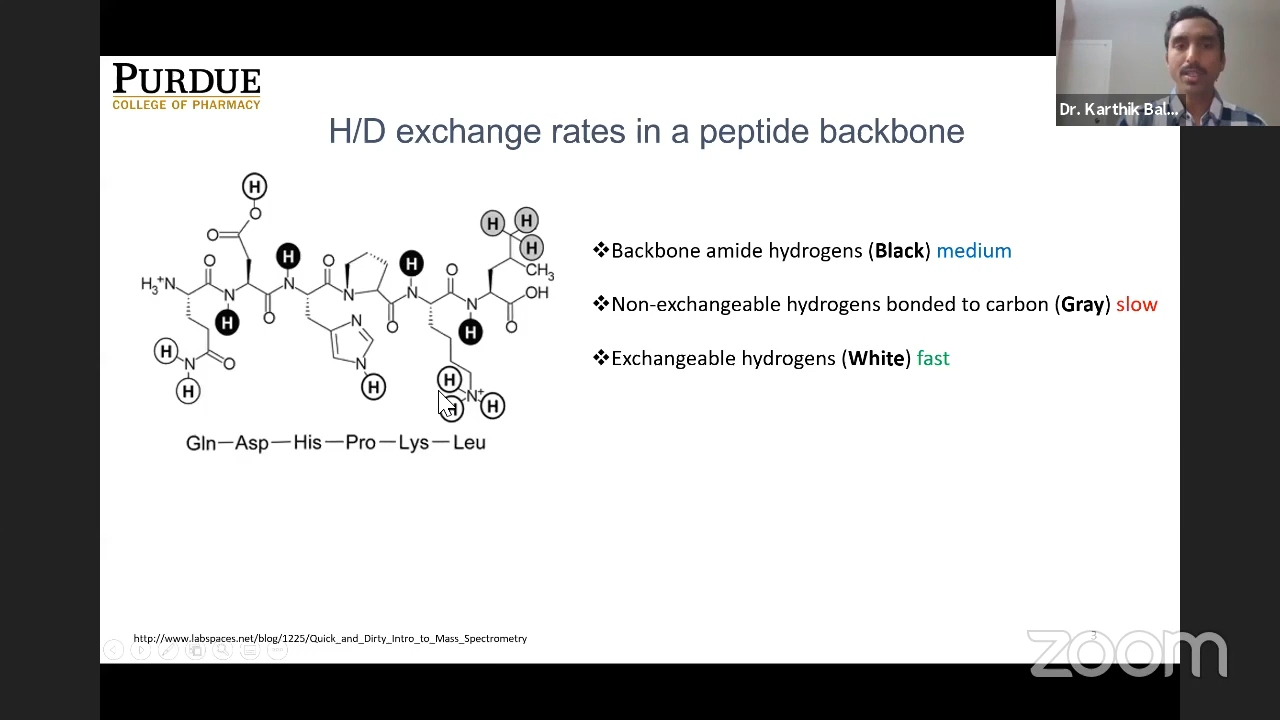 PURDUE
COLLEGE OF PHARMACY
Dr. Karthik Bal...
H/D exchange rates in a peptide backbone
H
O
O
H
O
H
O
H
H
H
H
H₃⁺N
N
N
N
N
N
O
O
O
O
O
CH₃
OH
H
H
H
N
O
H
N
N
H
H
H
H
N⁺
H
Gln—Asp—His—Pro—Lys—Leu
❖Backbone amide hydrogens (Black) medium
❖Non-exchangeable hydrogens bonded to carbon (Gray) slow
❖Exchangeable hydrogens (White) fast
http://www.labspaces.net/blog/1225/Quick_and_Dirty_Intro_to_Mass_Spectrometry
3
zoom